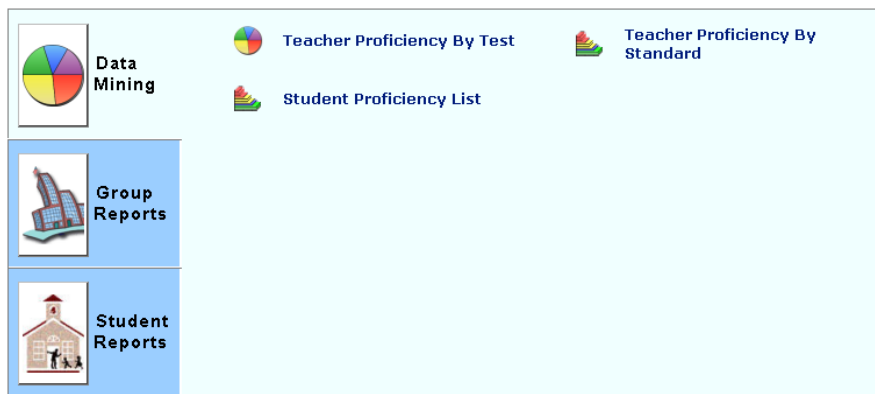 Data
Mining
Teacher Proficiency By Test
Teacher Proficiency By
Standard
Student Proficiency List
Group
Reports
Student
Reports